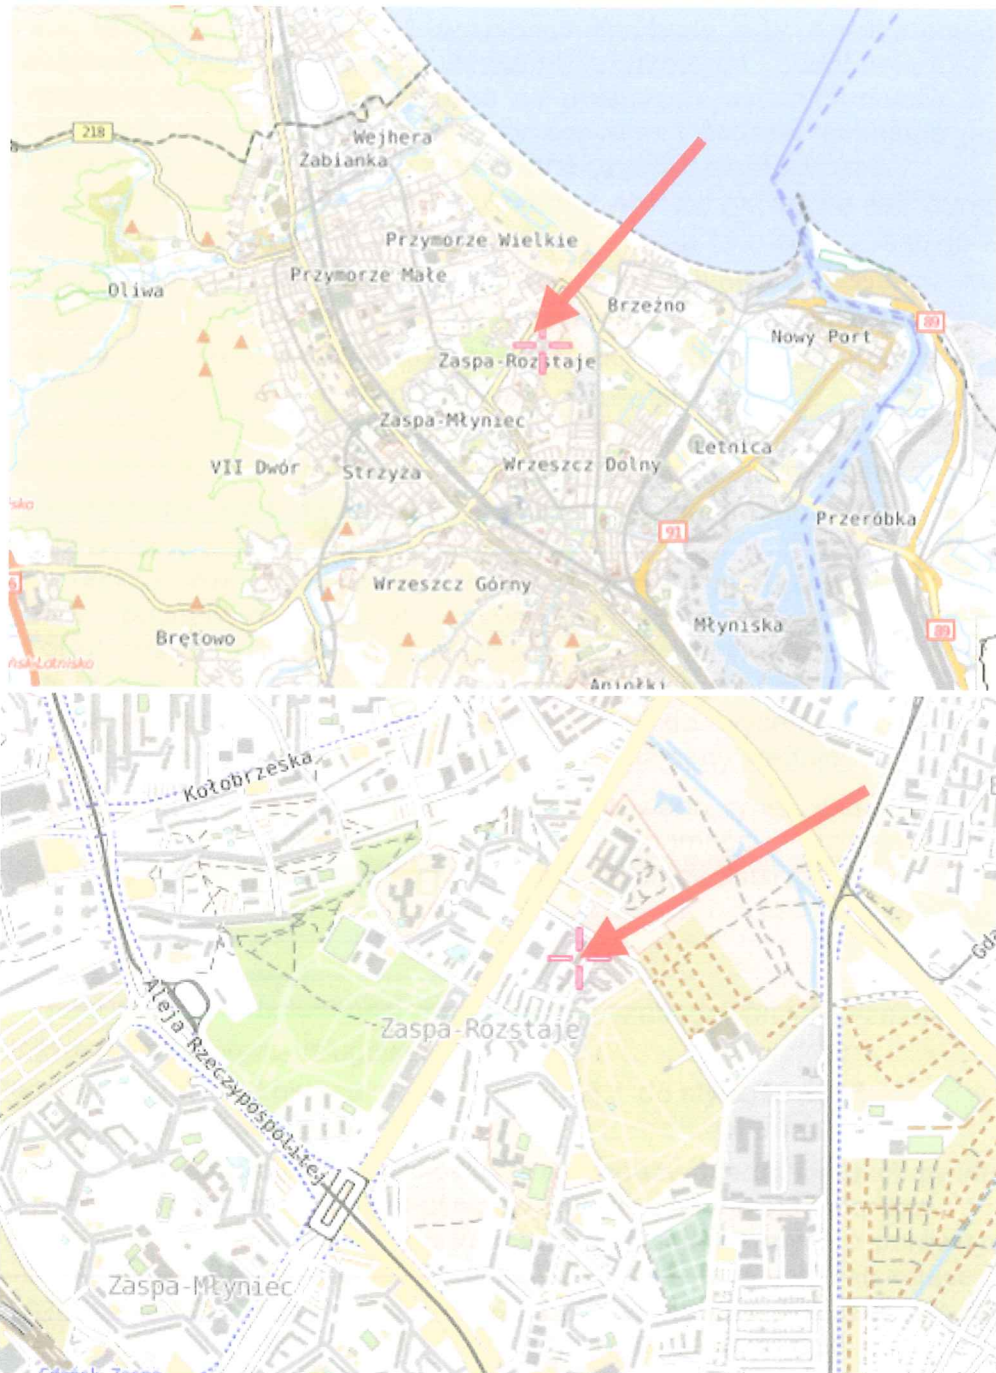 218
Wejhera
Żabianka
Przymorze Wielkie
Przymorze Małe
Oliwa
Brzeźno
89
Nowy Port
Zaspa-Rozstaje
Zaspa-Młyniec
Letnica
VII Dwór
Strzyża
Wrzeszcz Dolny
Przeróbka
91
Wrzeszcz Górny
Młyniska
Brętowo
89
Aniołki
Kołobrzeska
Aleja Rzeczypospolitej
Zaspa-Rozstaje
Zaspa-Młyniec